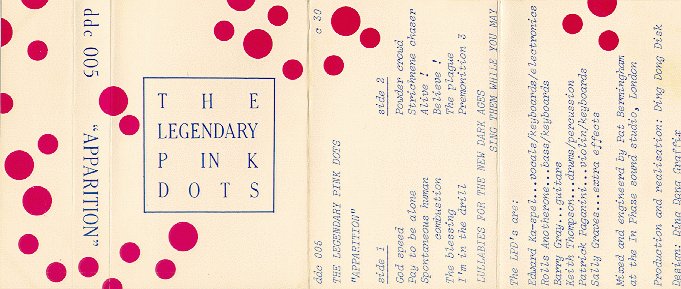 ddc 005 "APPARITION"
THE
LEGENDARY
PINK
DOTS
ddc 005 c 30
THE LEGENDARY PINK DOTS
"APPARITION"
side 1
God speed
Pay to be alone
Spontaneous human
combustion
The blessing
I'm in the drill
side 2
Powder crowd
Strichnene chaser
Alive !
Believe !
The plague
Premonition 3
LULLABIES FOR THE NEW DARK AGES
SING THEM WHILE YOU MAY
The LPD's are:
Edward Ka-spel...vocals/keyboards/electronics
Rolls Anotherone...bass/keyboards
Barry Gray...guitars
Keith Thompson...drums/percussion
Patrick Paganini...violin/keyboards
Sally Graves...extra effects
Mixed and engineered by Pat Bermingham
at the In Phaze sound studio, London
Production and realisation: Ding Dong Disk
Design: Ding Dong Graffix